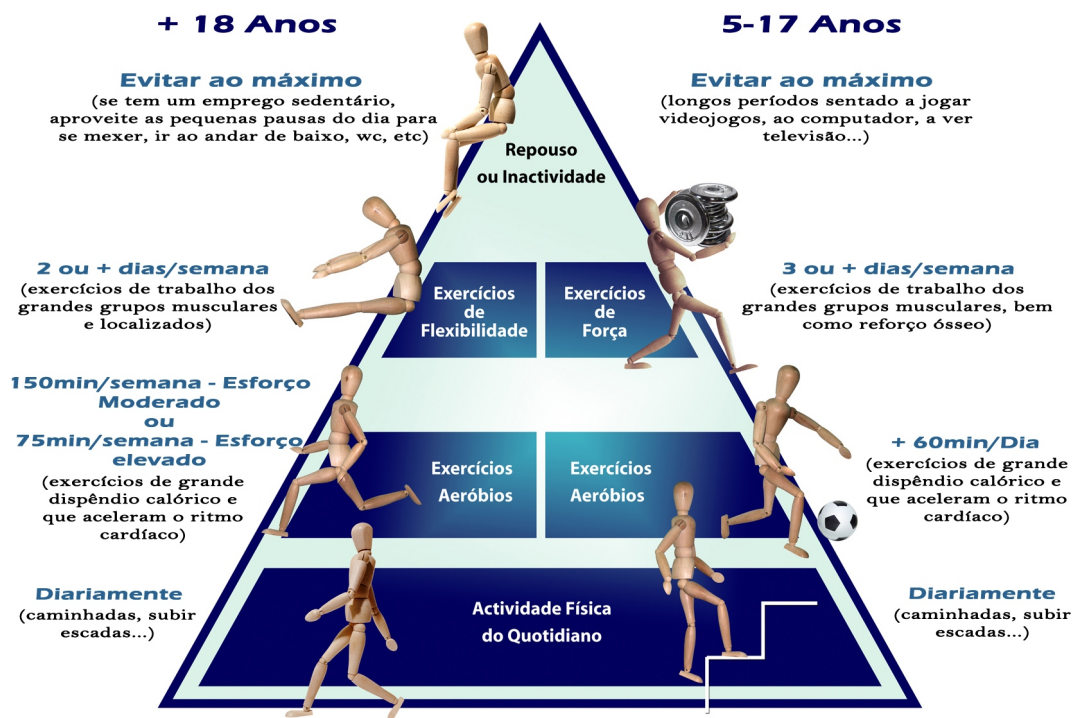 + 18 Anos
5-17 Anos
Evitar ao máximo
(se tem um emprego sedentário,
aproveite as pequenas pausas do dia para
se mexer, ir ao andar de baixo, wc, etc)
Evitar ao máximo
(longos períodos sentado a jogar
videojogos, ao computador, a ver
televisão...)
Repouso
ou Inactividade
2 ou + dias/semana
(exercícios de trabalho dos
grandes grupos musculares
e localizados)
Exercícios
de
Flexibilidade
Exercícios
de
Força
3 ou + dias/semana
(exercícios de trabalho dos
grandes grupos musculares, bem
como reforço ósseo)
150min/semana - Esforço
Moderado
ou
75min/semana - Esforço
elevado
(exercícios de grande
dispêndio calórico e
que aceleram o ritmo
cardíaco)
Exercícios
Aeróbios
Exercícios
Aeróbios
+ 60min/Dia
(exercícios de grande
dispêndio calórico e
que aceleram o ritmo
cardíaco)
Diariamente
(caminhadas, subir
escadas...)
Actividade Física
do Quotidiano
Diariamente
(caminhadas, subir
escadas...)